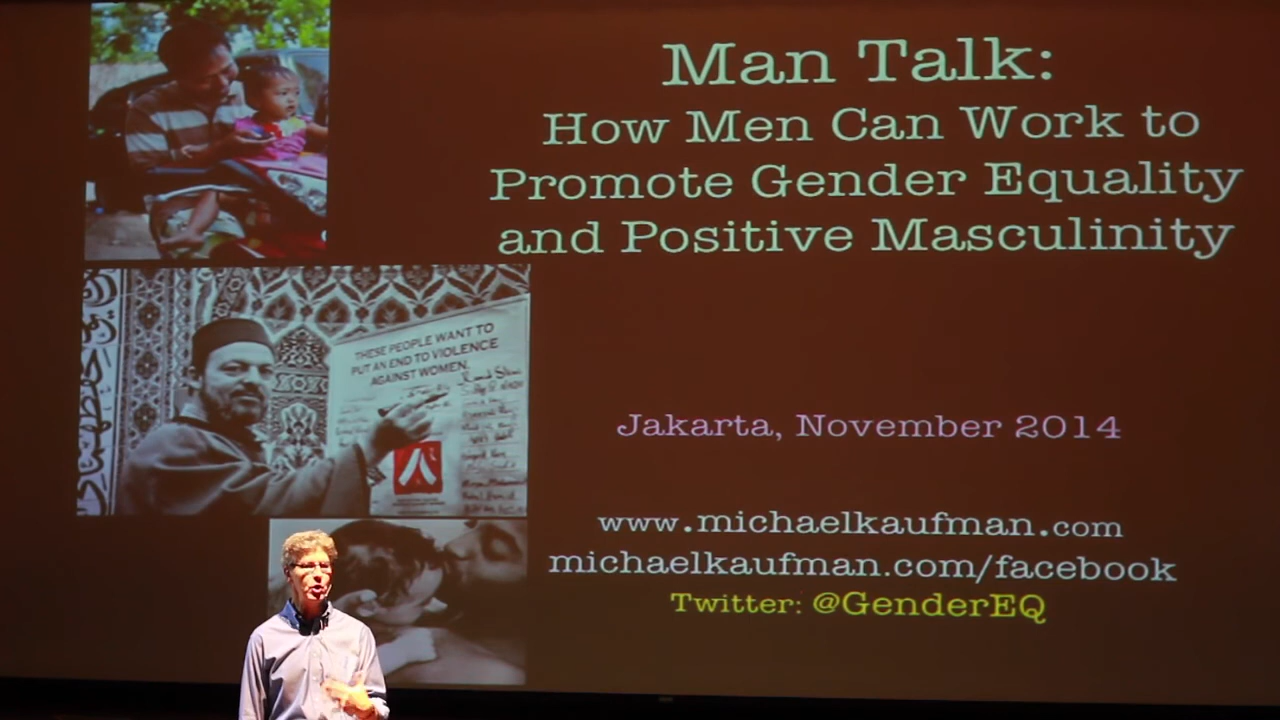 Man Talk:
How Men Can Work to
Promote Gender Equality
and Positive Masculinity
THESE PEOPLE WANT TO
PUT AN END TO VIOLENCE
AGAINST WOMEN.
Jakarta, November 2014
www.michaelkaufman.com
michaelkaufman.com/facebook
Twitter: @GenderEQ